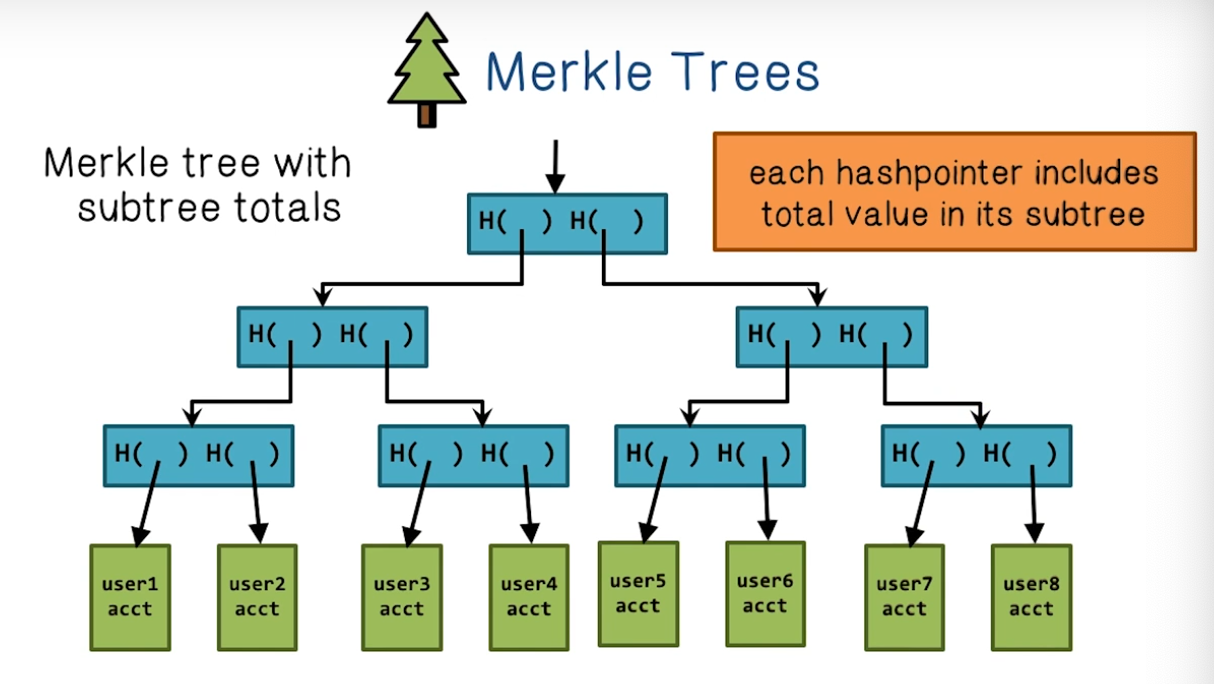 Merkle Trees
Merkle tree with
subtree totals
each hashpointer includes
total value in its subtree
H( ) H( )
H( ) H( )
H( ) H( )
H( ) H( )
H( ) H( )
H( ) H( )
H( ) H( )
user1
acct
user2
acct
user3
acct
user4
acct
user5
acct
user6
acct
user7
acct
user8
acct